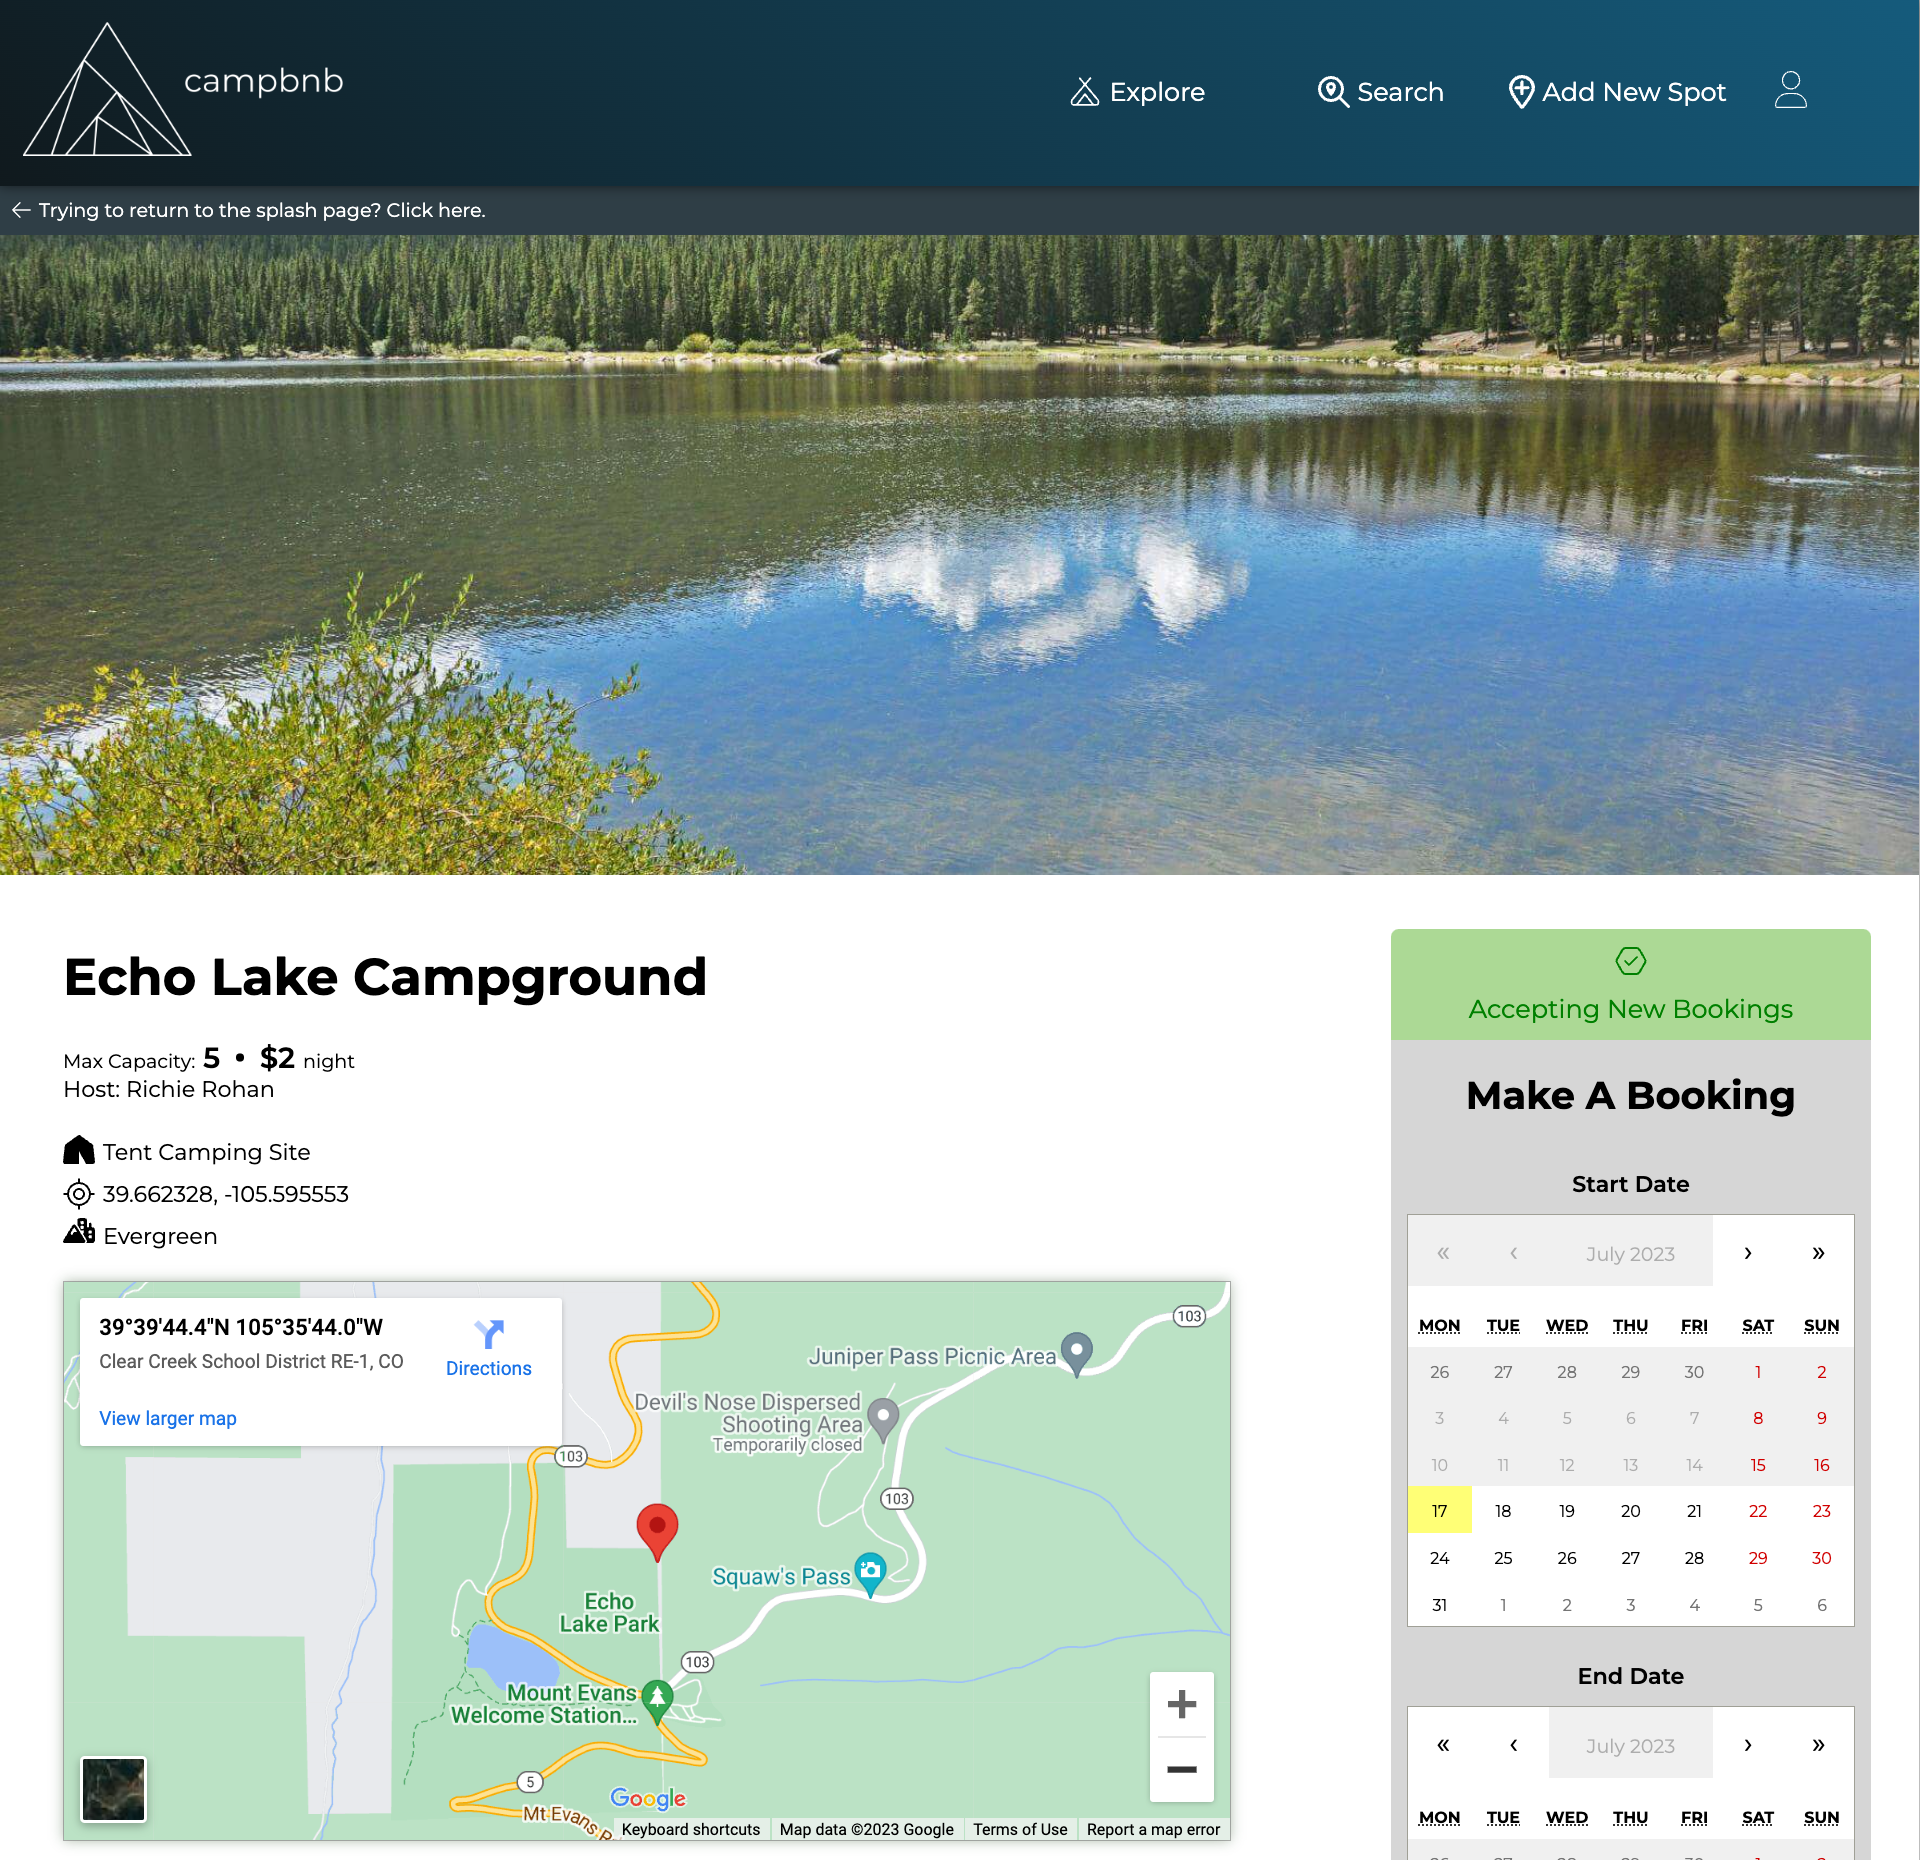 campbnb
Explore
Search
Add New Spot
Trying to return to the splash page? Click here.
Echo Lake Campground
Max Capacity: 5 • $2 night
Host: Richie Rohan
Tent Camping Site
39.662328, -105.595553
Evergreen
39°39'44.4"N 105°35'44.0"W
Clear Creek School District RE-1, CO
Directions
View larger map
103
Juniper Pass Picnic Area
Devil's Nose Dispersed
Shooting Area
Temporarily closed
103
103
Squaw's Pass
Echo
Lake Park
103
Mount Evans
Welcome Station...
5
Google
Mt Evans R
Keyboard shortcuts
Map data ©2023 Google
Terms of Use
Report a map error
Accepting New Bookings
Make A Booking
Start Date
« ‹ July 2023 › »
MON TUE WED THU FRI SAT SUN
26 27 28 29 30 1 2
3 4 5 6 7 8 9
10 11 12 13 14 15 16
17 18 19 20 21 22 23
24 25 26 27 28 29 30
31 1 2 3 4 5 6
End Date
« ‹ July 2023 › »
MON TUE WED THU FRI SAT SUN